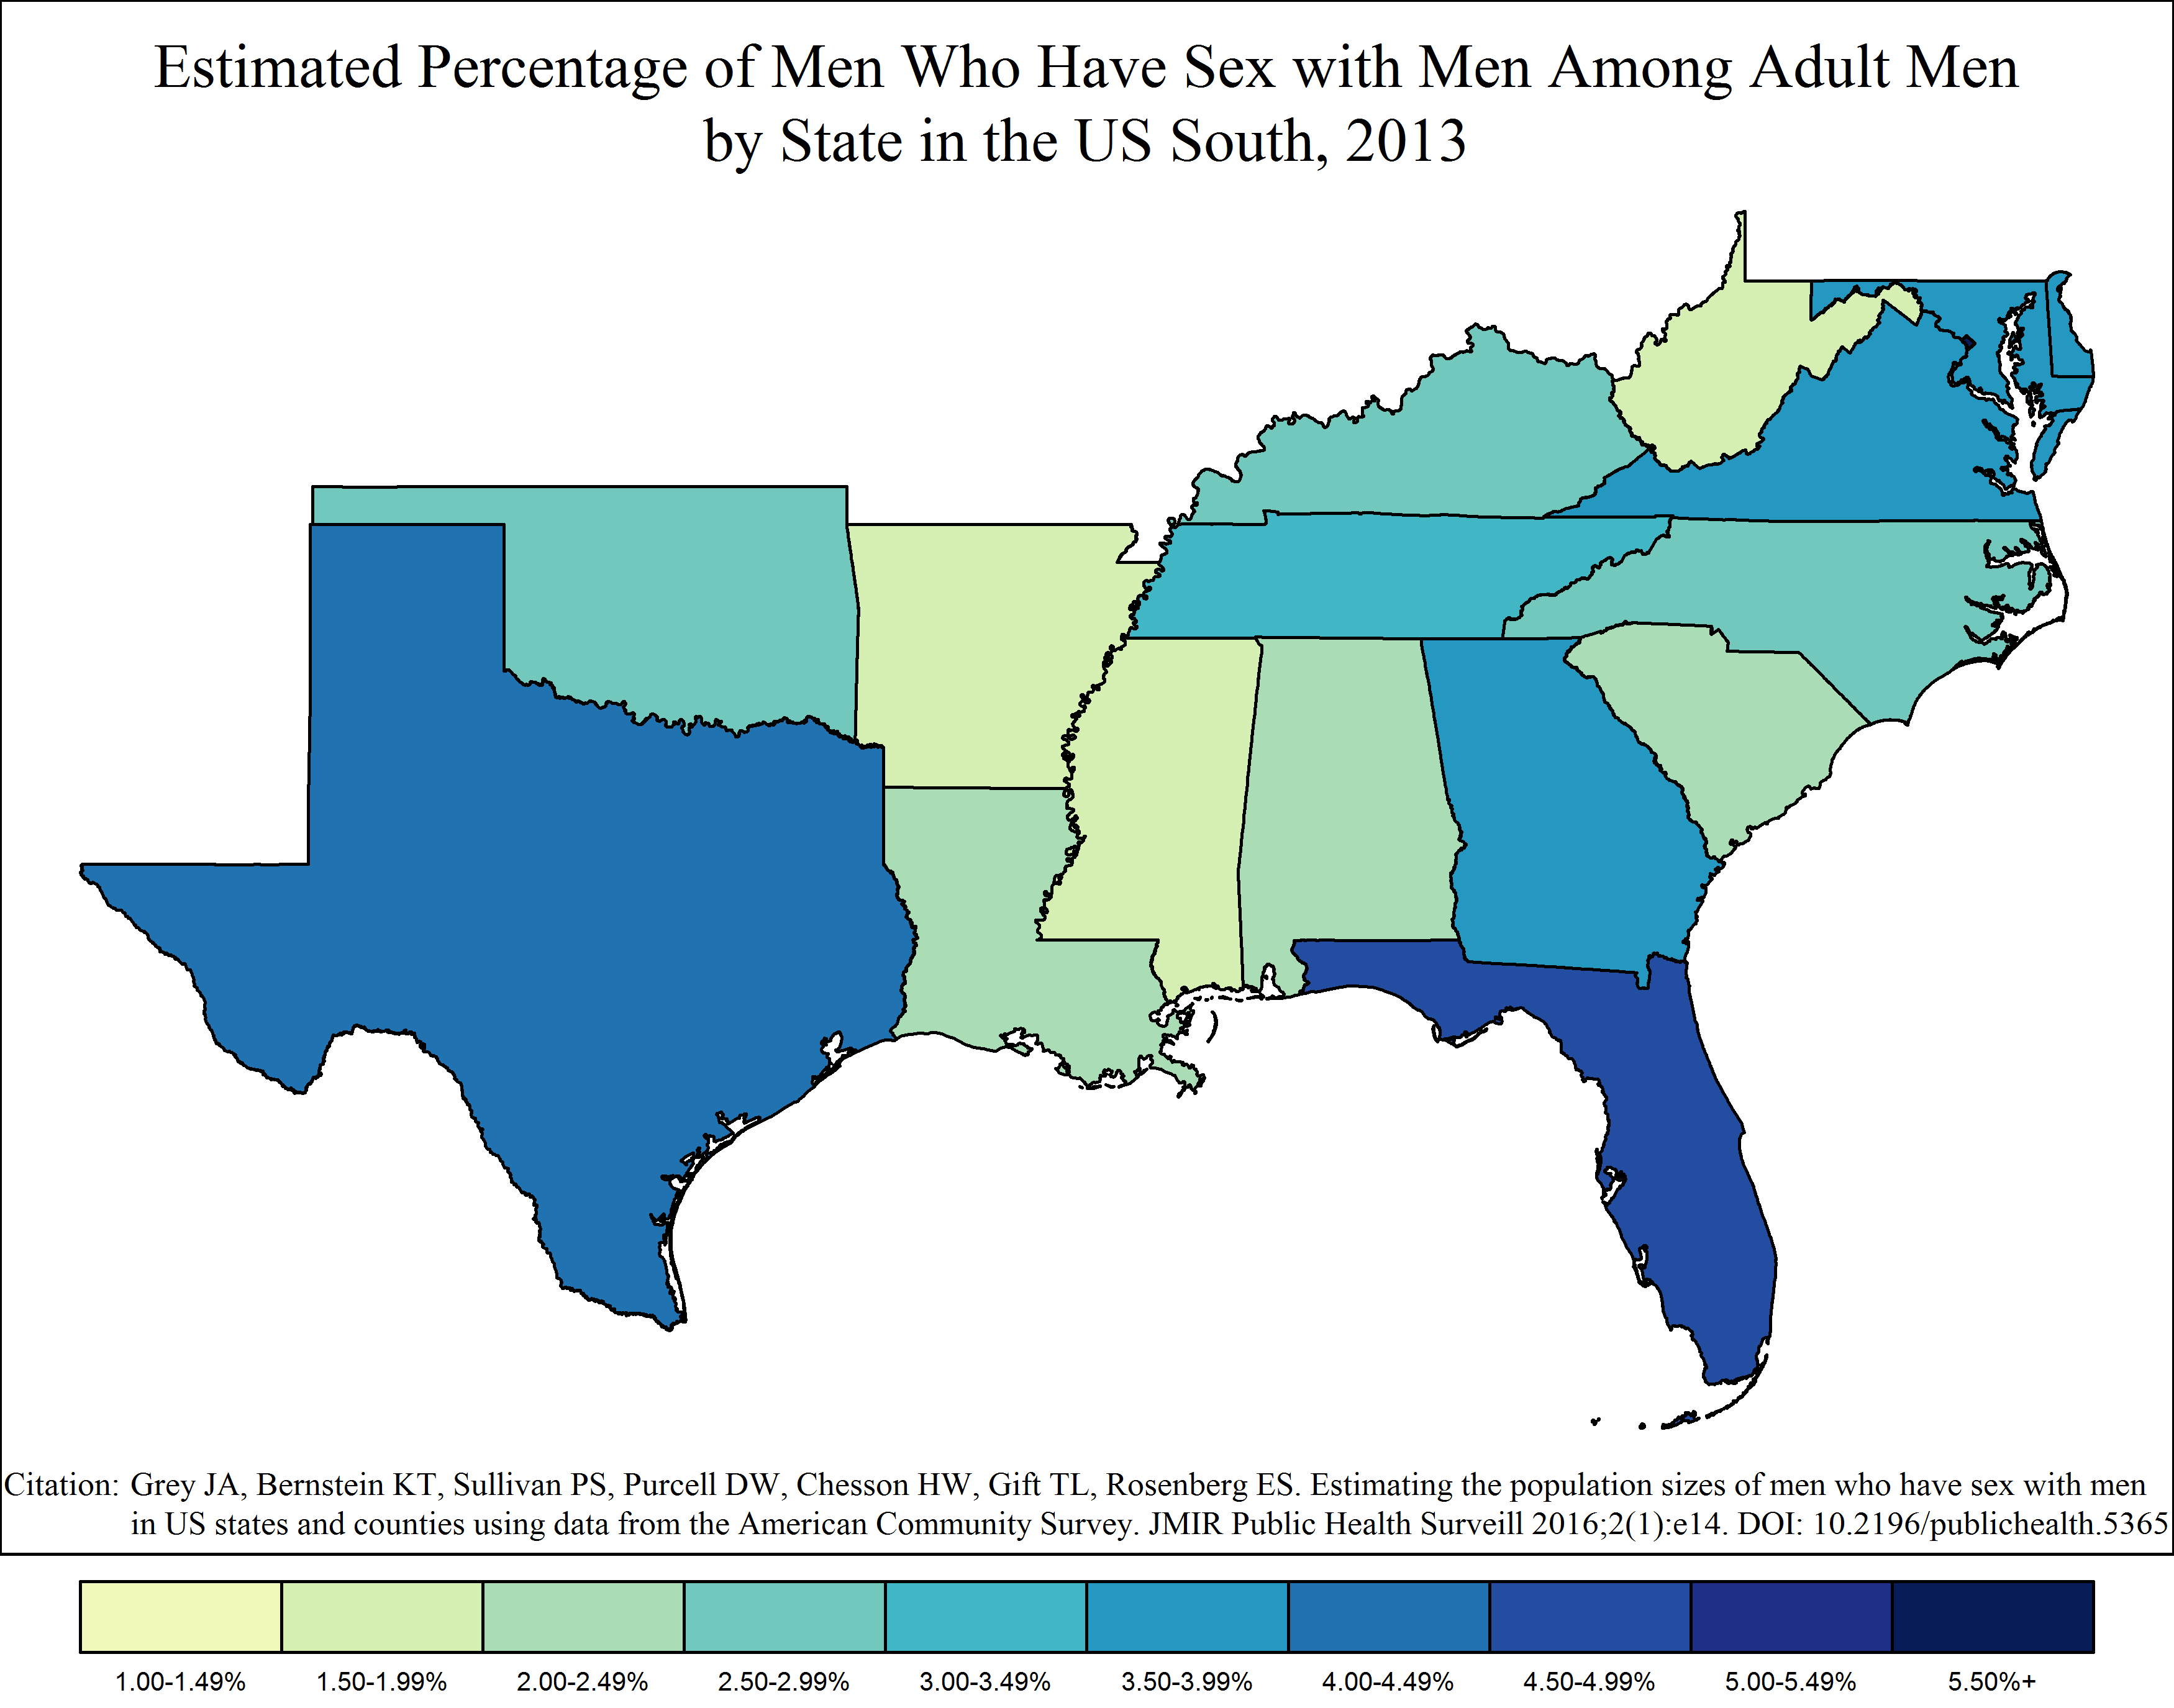 Estimated Percentage of Men Who Have Sex with Men Among Adult Men
by State in the US South, 2013
Citation: Grey JA, Bernstein KT, Sullivan PS, Purcell DW, Chesson HW, Gift TL, Rosenberg ES. Estimating the population sizes of men who have sex with men
in US states and counties using data from the American Community Survey. JMIR Public Health Surveill 2016;2(1):e14. DOI: 10.2196/publichealth.5365
1.00-1.49% 1.50-1.99% 2.00-2.49% 2.50-2.99% 3.00-3.49% 3.50-3.99% 4.00-4.49% 4.50-4.99% 5.00-5.49% 5.50%+